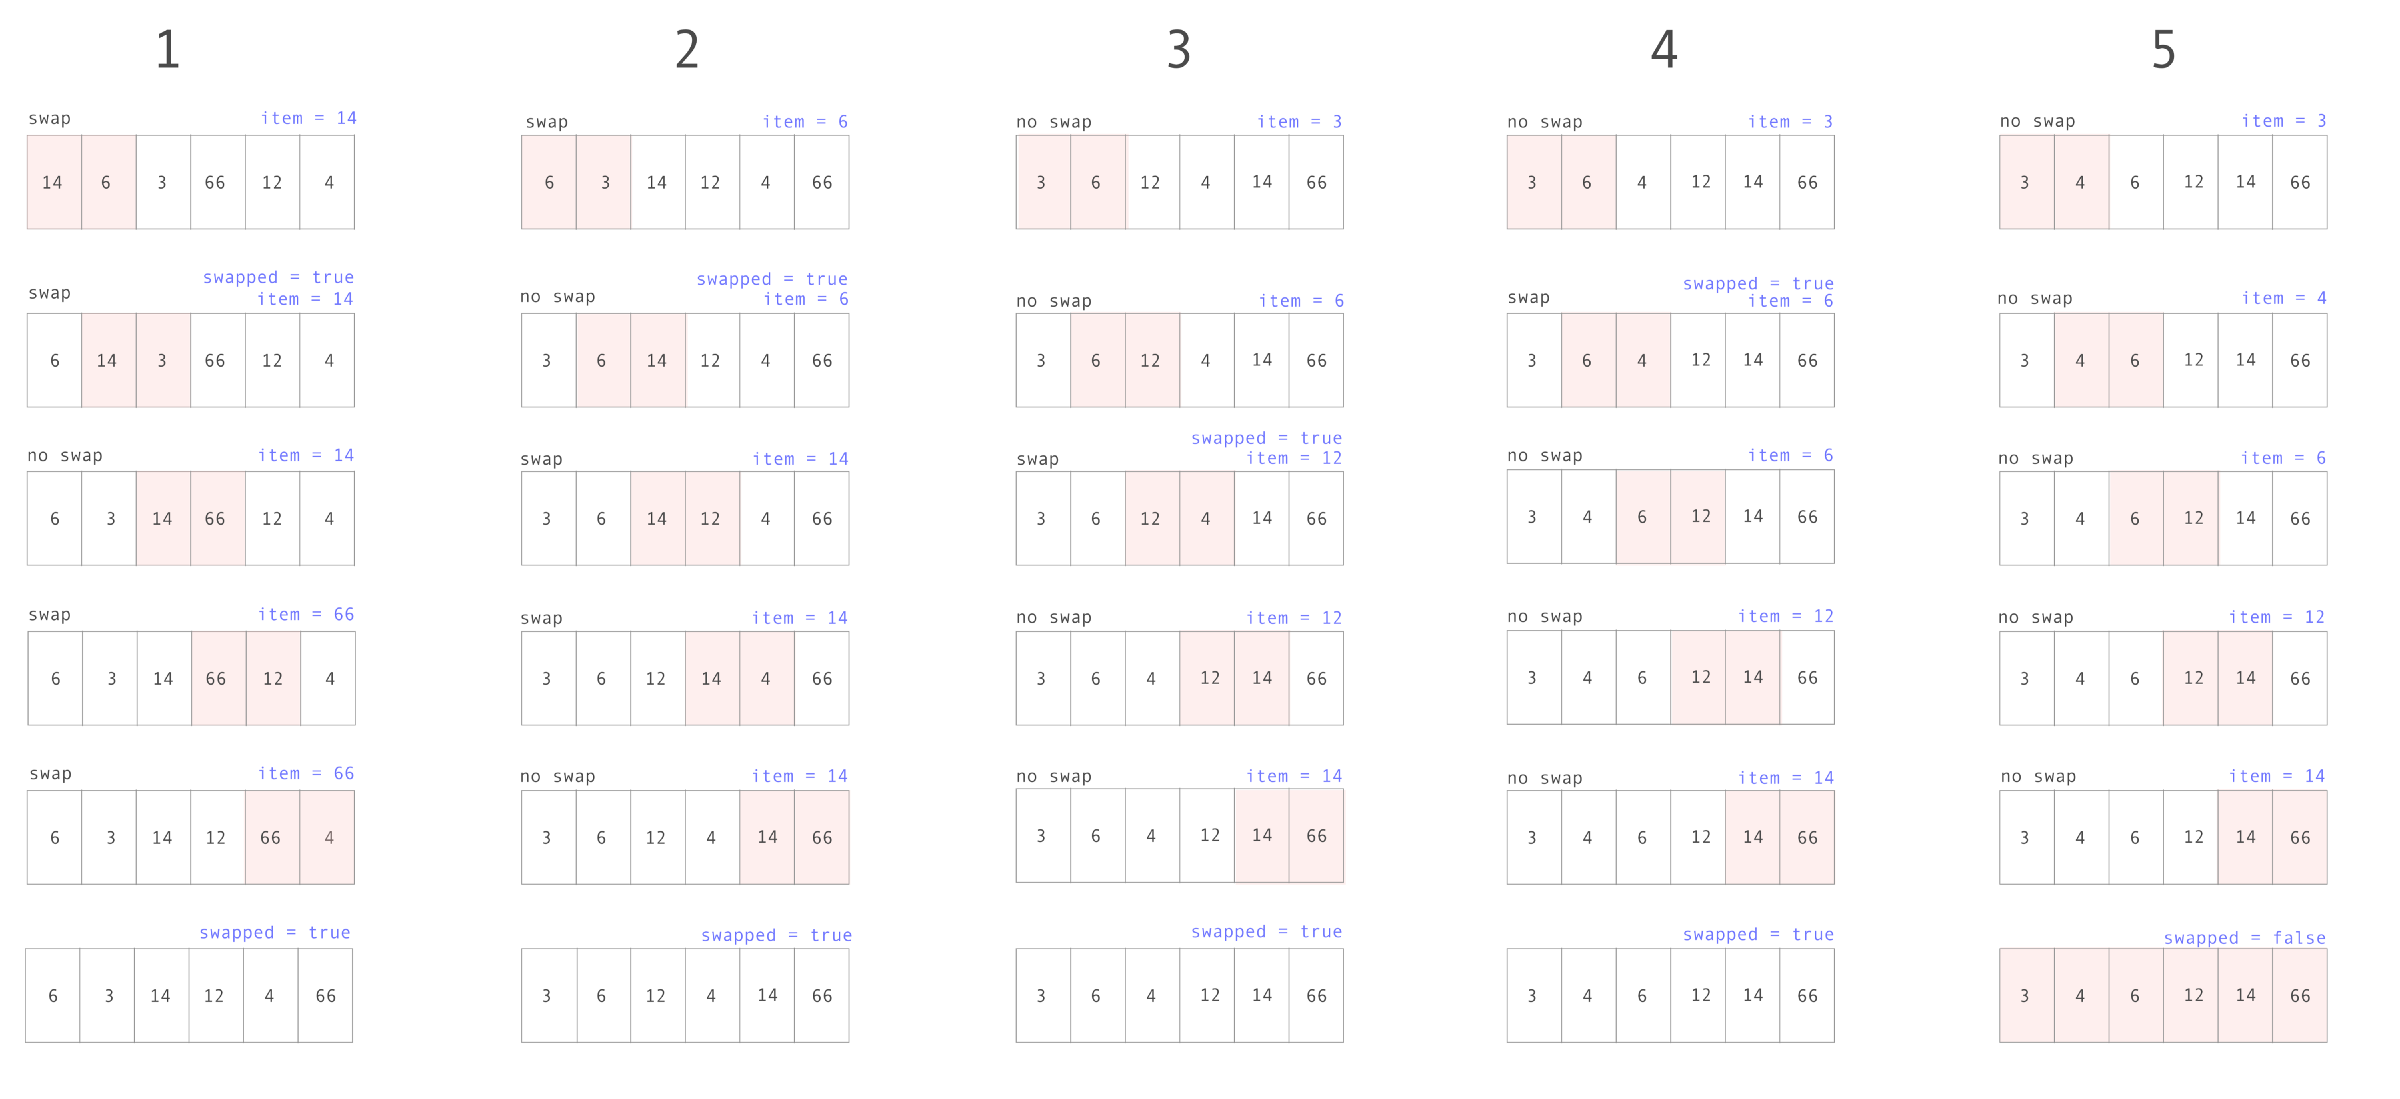 1
swap item = 14
14 6 3 66 12 4
swapped = true
swap item = 14
6 14 3 66 12 4
no swap item = 14
6 3 14 66 12 4
swap item = 66
6 3 14 66 12 4
swap item = 66
6 3 14 12 66 4
swapped = true
6 3 14 12 4 66
2
swap item = 6
6 3 14 12 4 66
swapped = true
no swap item = 6
3 6 14 12 4 66
swap item = 14
3 6 14 12 4 66
swap item = 14
3 6 12 14 4 66
no swap item = 14
3 6 12 4 14 66
swapped = true
3 6 12 4 14 66
3
no swap item = 3
3 6 12 4 14 66
no swap item = 6
3 6 12 4 14 66
swapped = true
swap item = 12
3 6 12 4 14 66
no swap item = 12
3 6 4 12 14 66
no swap item = 14
3 6 4 12 14 66
swapped = true
3 6 4 12 14 66
4
no swap item = 3
3 6 4 12 14 66
swapped = true
swap item = 6
3 6 4 12 14 66
no swap item = 6
3 4 6 12 14 66
no swap item = 12
3 4 6 12 14 66
no swap item = 14
3 4 6 12 14 66
swapped = true
3 4 6 12 14 66
5
no swap item = 3
3 4 6 12 14 66
no swap item = 4
3 4 6 12 14 66
no swap item = 6
3 4 6 12 14 66
no swap item = 12
3 4 6 12 14 66
no swap item = 14
3 4 6 12 14 66
swapped = false
3 4 6 12 14 66